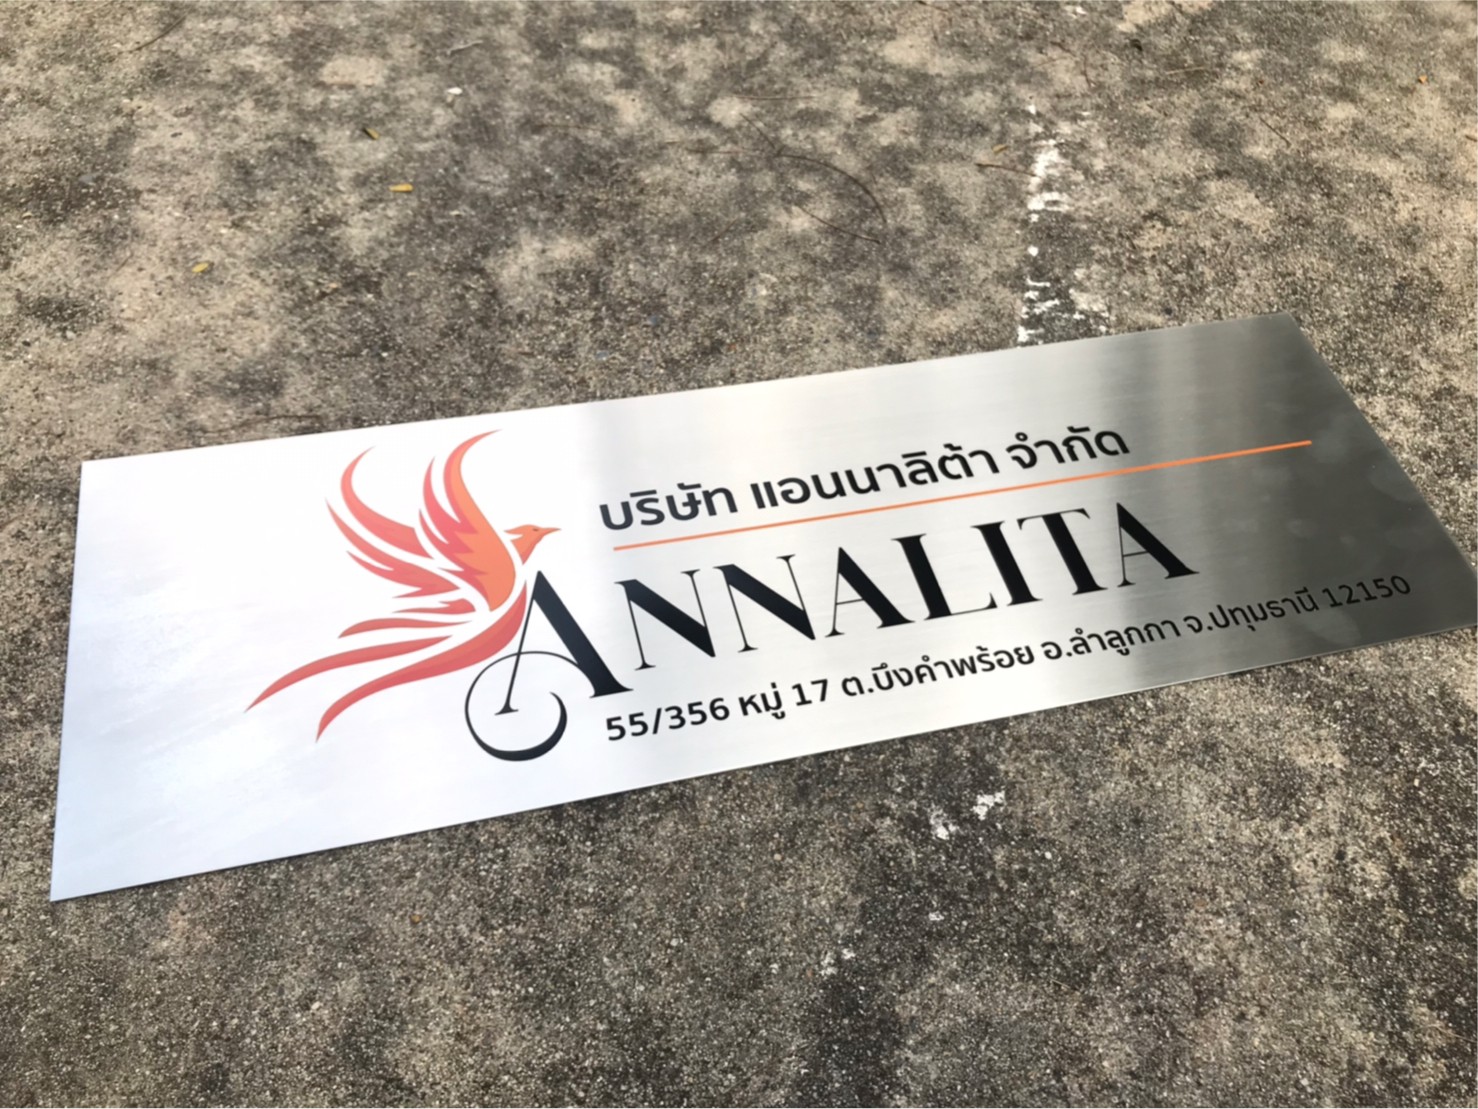 บริษัท แอนนาลิต้า จำกัด
ANNALITA
55/356 หมู่ 17 ต.บึงคำพร้อย อ.ลำลูกกา จ.ปทุมธานี 12150